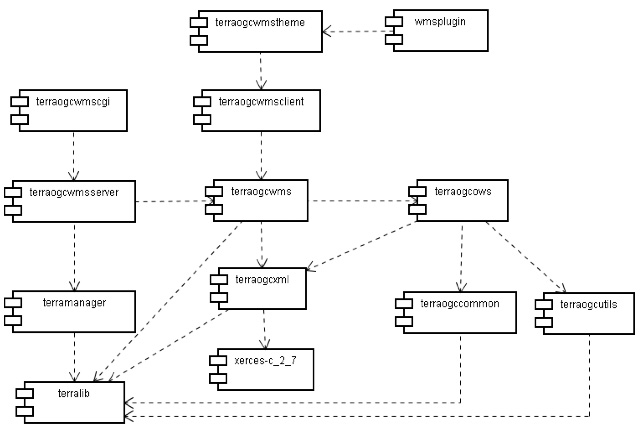 terraogcwmstheme
wmsplugin
terraogcwmscgi
terraogcwmsclient
terraogcwmsserver
terraogcwms
terraogcows
terraogcxml
terramanager
terraogccommon
terraogcutils
xerces-c_2_7
terralib